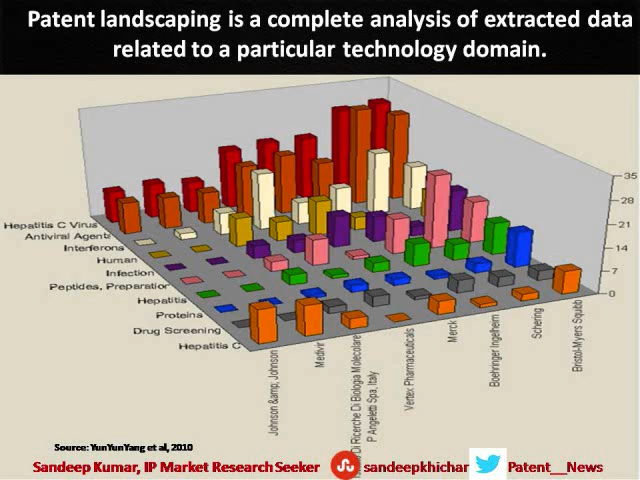 Patent landscaping is a complete analysis of extracted data
related to a particular technology domain.
35
28
21
14
7
0
Hepatitis C Virus
Antiviral Agents
Interferons
Human
Infection
Peptides, Preparation
Hepatitis
Proteins
Drug Screening
Hepatitis C
Johnson &amp; Johnson
Medivir
Di Ricerche Di Biologia Molecolare
P Angeletti Spa, Italy
Vertex Pharmaceuticals
Merck
Boehringer Ingelheim
Schering
Bristol-Myers Squibb
Source: YunYunYang et al, 2010
Sandeep Kumar, IP Market Research Seeker
sandeepkhichar
Patent__News